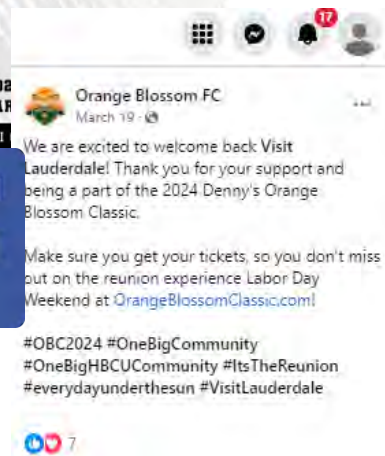 17
Orange Blossom FC
March 19
We are excited to welcome back Visit
Lauderdale! Thank you for your support and
being a part of the 2024 Denny's Orange
Blossom Classic.
Make sure you get your tickets, so you don't miss
out on the reunion experience Labor Day
Weekend at OrangeBlossomClassic.com!
#OBC2024 #OneBigCommunity
#OneBigHBCUCommunity #ItsTheReunion
#everydayunderthesun #VisitLauderdale
7